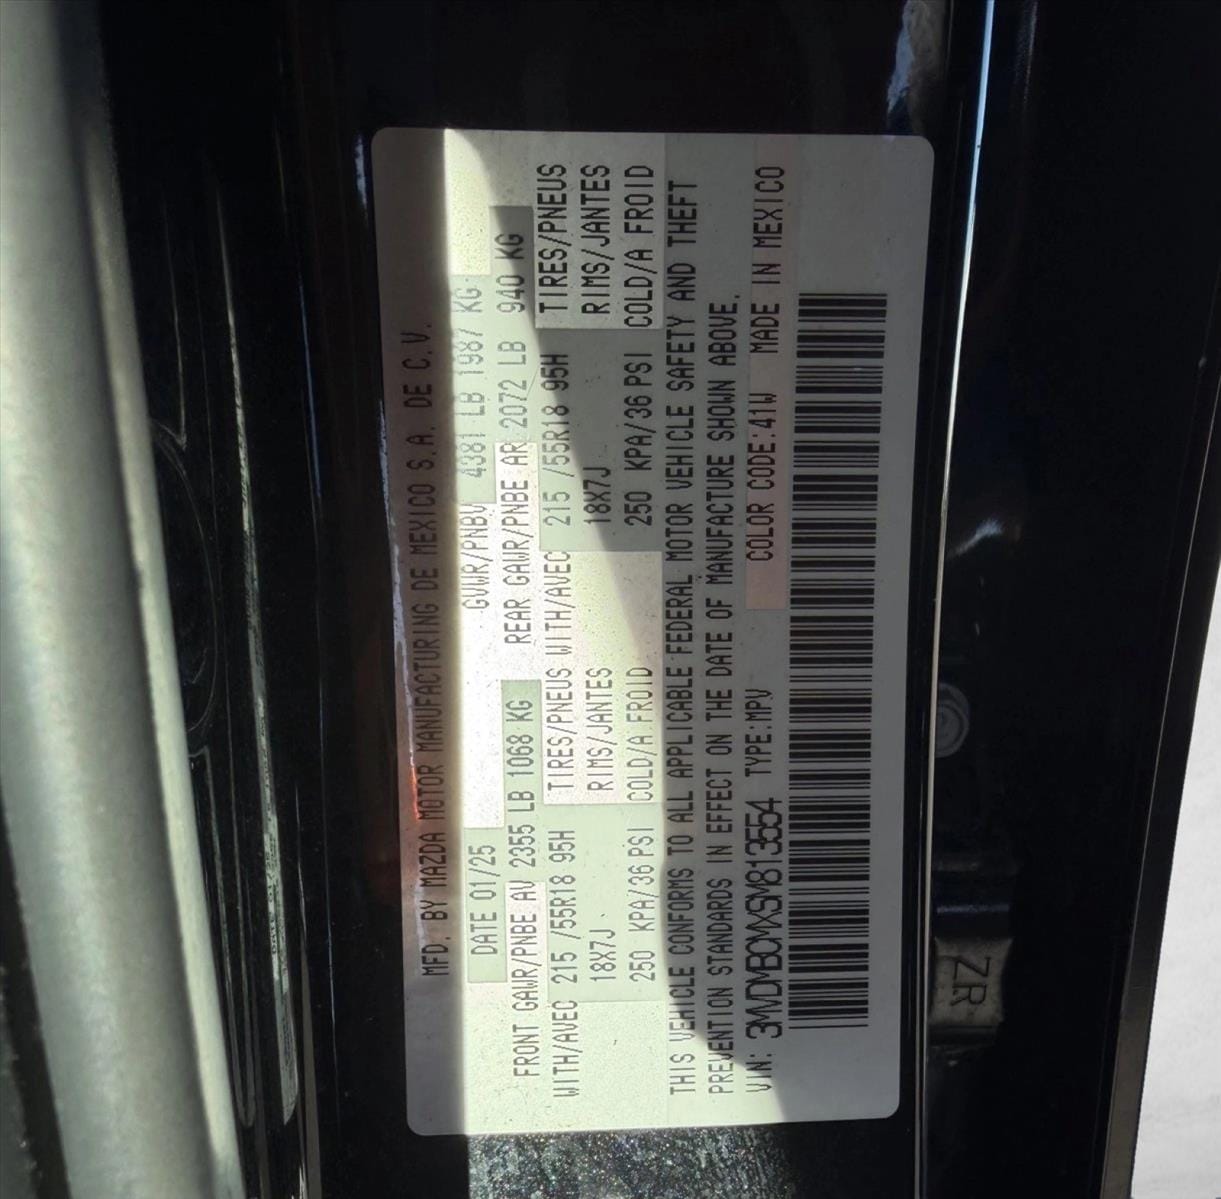 MFD. BY MAZDA MOTOR MANUFACTURING DE MEXICO S.A. DE C.V.
DATE 01/25 GVWR/PNBV 4381 LB 1987 KG
FRONT GAWR/PNBE AV 2355 LB 1068 KG REAR GAWR/PNBE AR 2072 LB 940 KG
WITH/AVEC 215 /55R18 95H TIRES/PNEUS WITH/AVEC 215 /55R18 95H TIRES/PNEUS
18X7J RIMS/JANTES 18X7J RIMS/JANTES
250 KPA/36 PSI COLD/A FROID 250 KPA/36 PSI COLD/A FROID
THIS VEHICLE CONFORMS TO ALL APPLICABLE FEDERAL MOTOR VEHICLE SAFETY AND THEFT
PREVENTION STANDARDS IN EFFECT ON THE DATE OF MANUFACTURE SHOWN ABOVE.
VIN: 3MVDMBCMXSM813554 TYPE:MPV COLOR CODE:41W MADE IN MEXICO
ZR